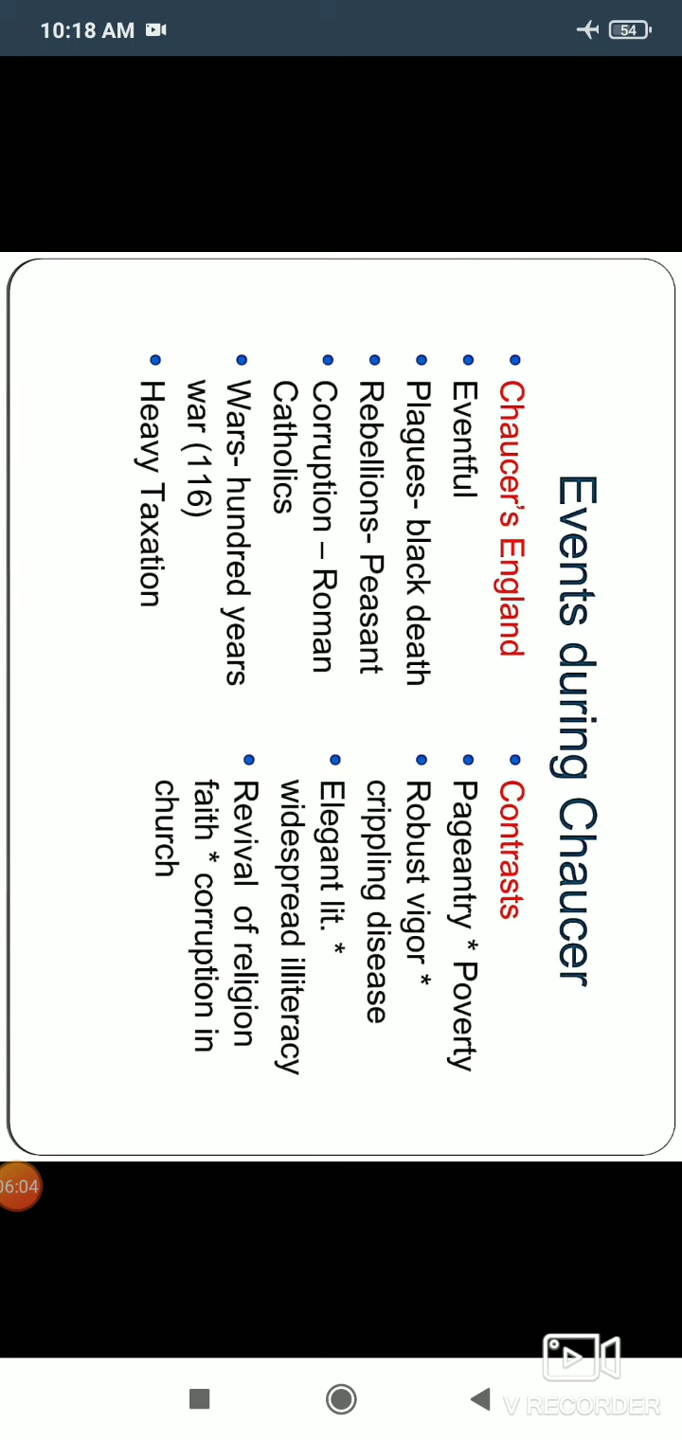 10:18 AM
54
Events during Chaucer
• Chaucer's England
• Eventful
• Plagues- black death
• Rebellions- Peasant
• Corruption – Roman
Catholics
• Wars- hundred years
war (116)
• Heavy Taxation
• Contrasts
• Pageantry * Poverty
• Robust vigor *
crippling disease
• Elegant lit. *
widespread illiteracy
• Revival of religion
faith * corruption in
church
06:04
V RECORDER